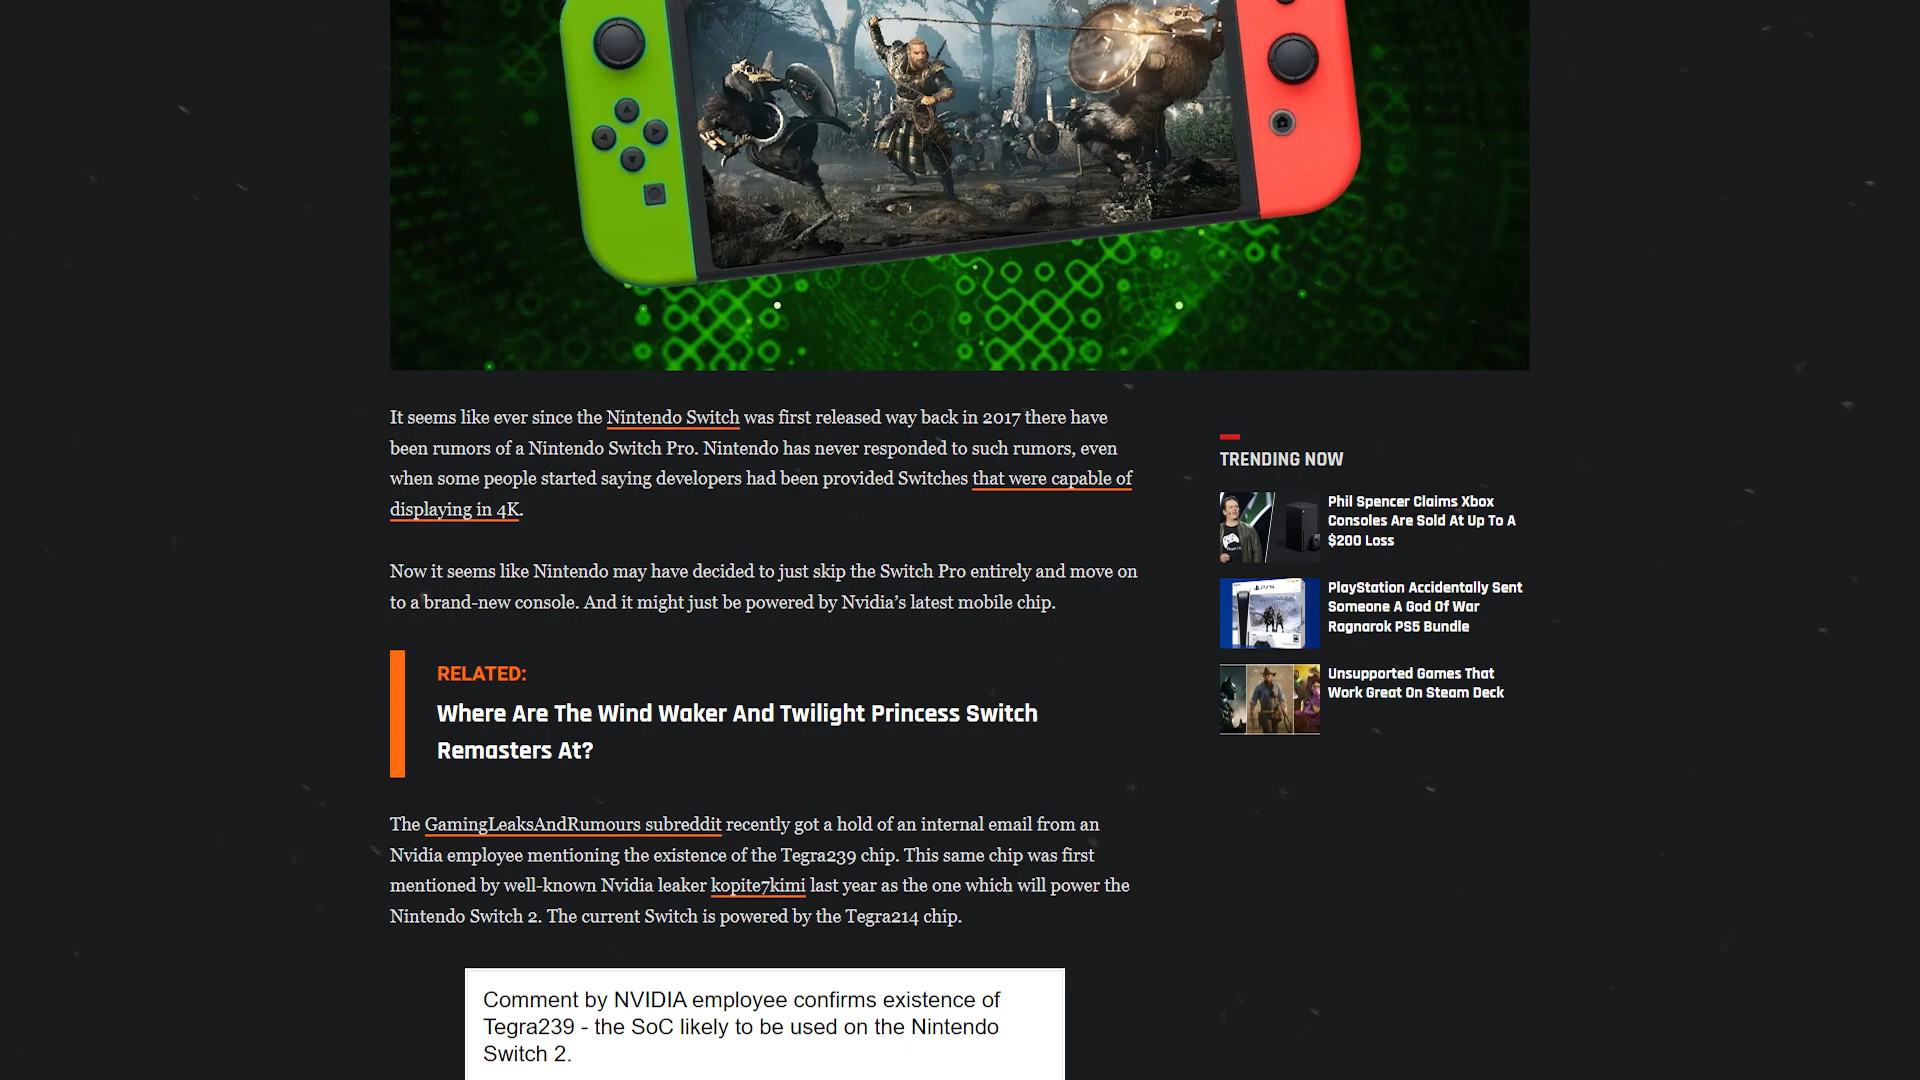 It seems like ever since the Nintendo Switch was first released way back in 2017 there have
been rumors of a Nintendo Switch Pro. Nintendo has never responded to such rumors, even
when some people started saying developers had been provided Switches that were capable of
displaying in 4K.
Now it seems like Nintendo may have decided to just skip the Switch Pro entirely and move on
to a brand-new console. And it might just be powered by Nvidia’s latest mobile chip.
RELATED:
Where Are The Wind Waker And Twilight Princess Switch
Remasters At?
The GamingLeaksAndRumours subreddit recently got a hold of an internal email from an
Nvidia employee mentioning the existence of the Tegra239 chip. This same chip was first
mentioned by well-known Nvidia leaker kopite7kimi last year as the one which will power the
Nintendo Switch 2. The current Switch is powered by the Tegra214 chip.
Comment by NVIDIA employee confirms existence of
Tegra239 - the SoC likely to be used on the Nintendo
Switch 2.
TRENDING NOW
Phil Spencer Claims Xbox
Consoles Are Sold At Up To A
$200 Loss
PlayStation Accidentally Sent
Someone A God Of War
Ragnarok PS5 Bundle
Unsupported Games That
Work Great On Steam Deck